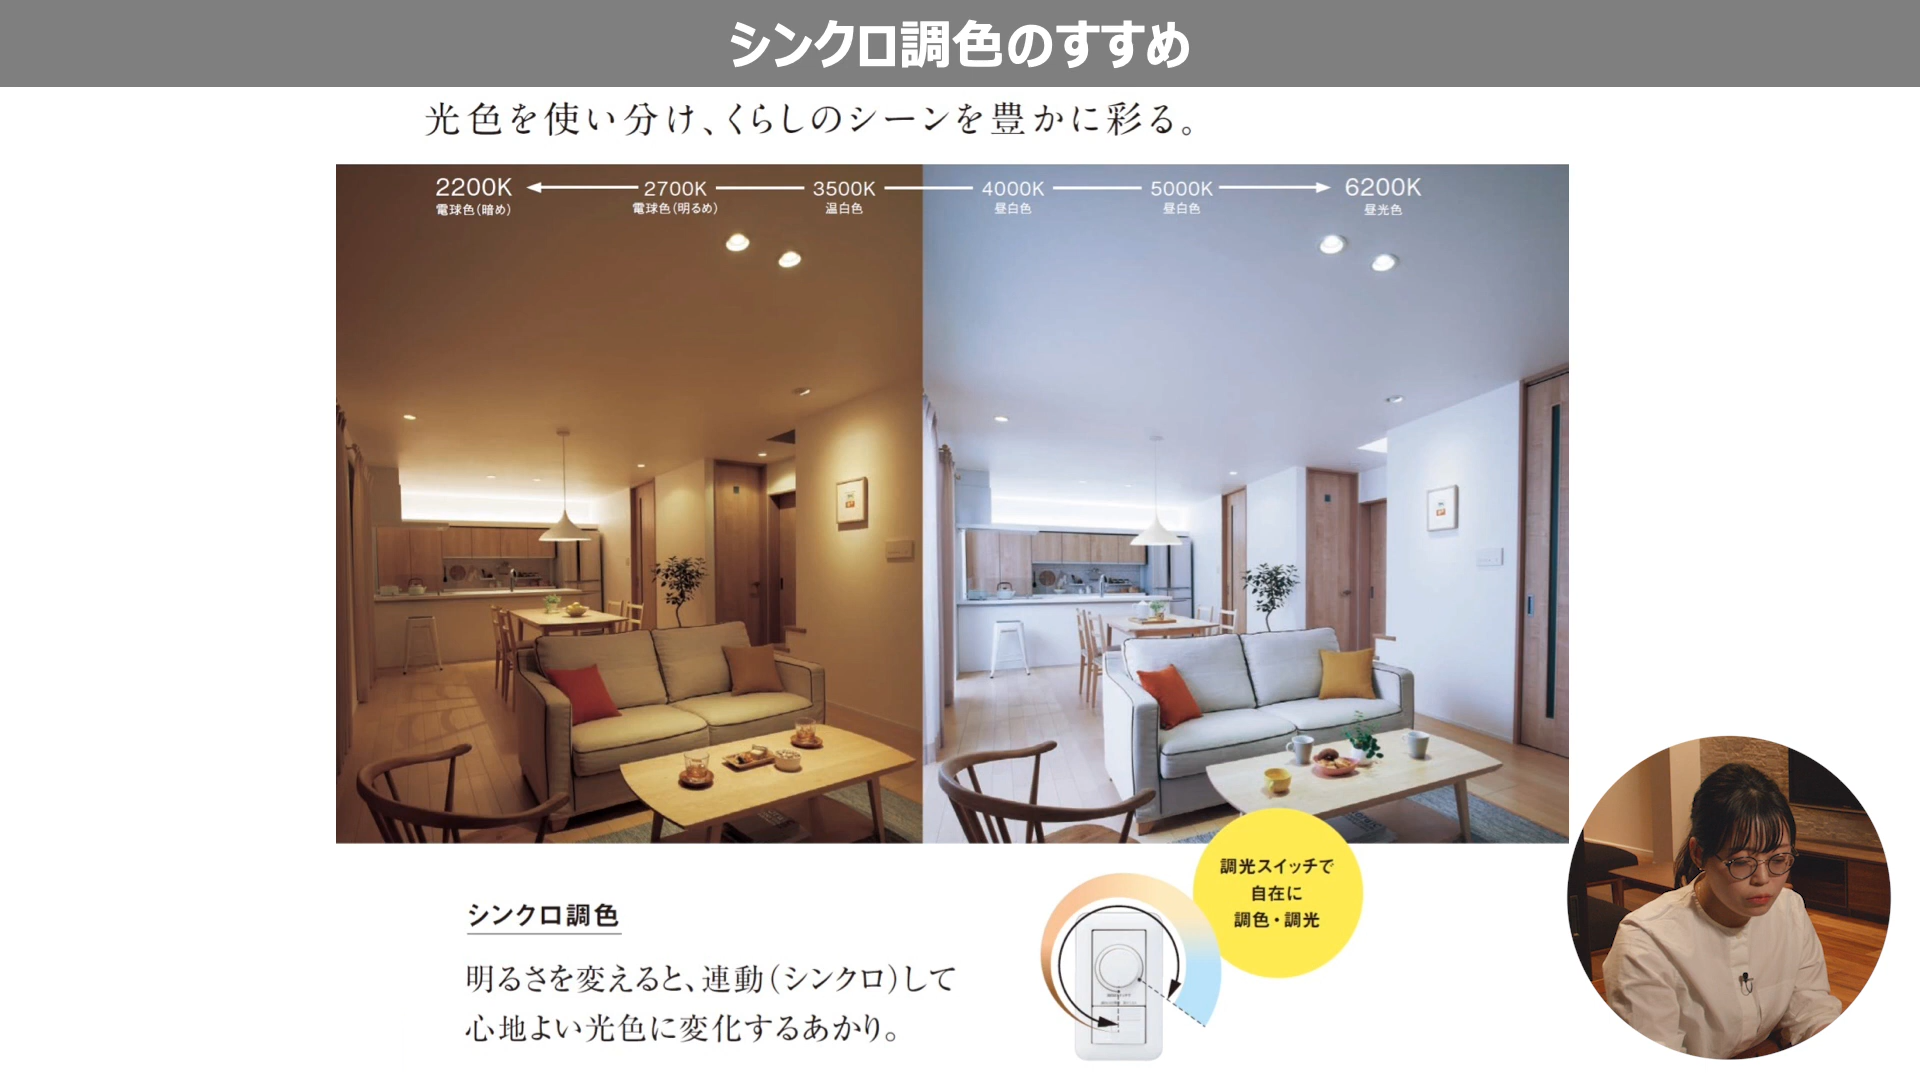 シンクロ調色のすすめ
光色を使い分け、くらしのシーンを豊かに彩る。
2200K 2700K 3500K 4000K 5000K 6200K
電球色(暗め) 電球色(明るめ) 温白色 昼白色 昼白色 昼光色
調光スイッチで
自在に
調色・調光
シンクロ調色
明るさを変えると、連動(シンクロ)して
心地よい光色に変化するあかり。